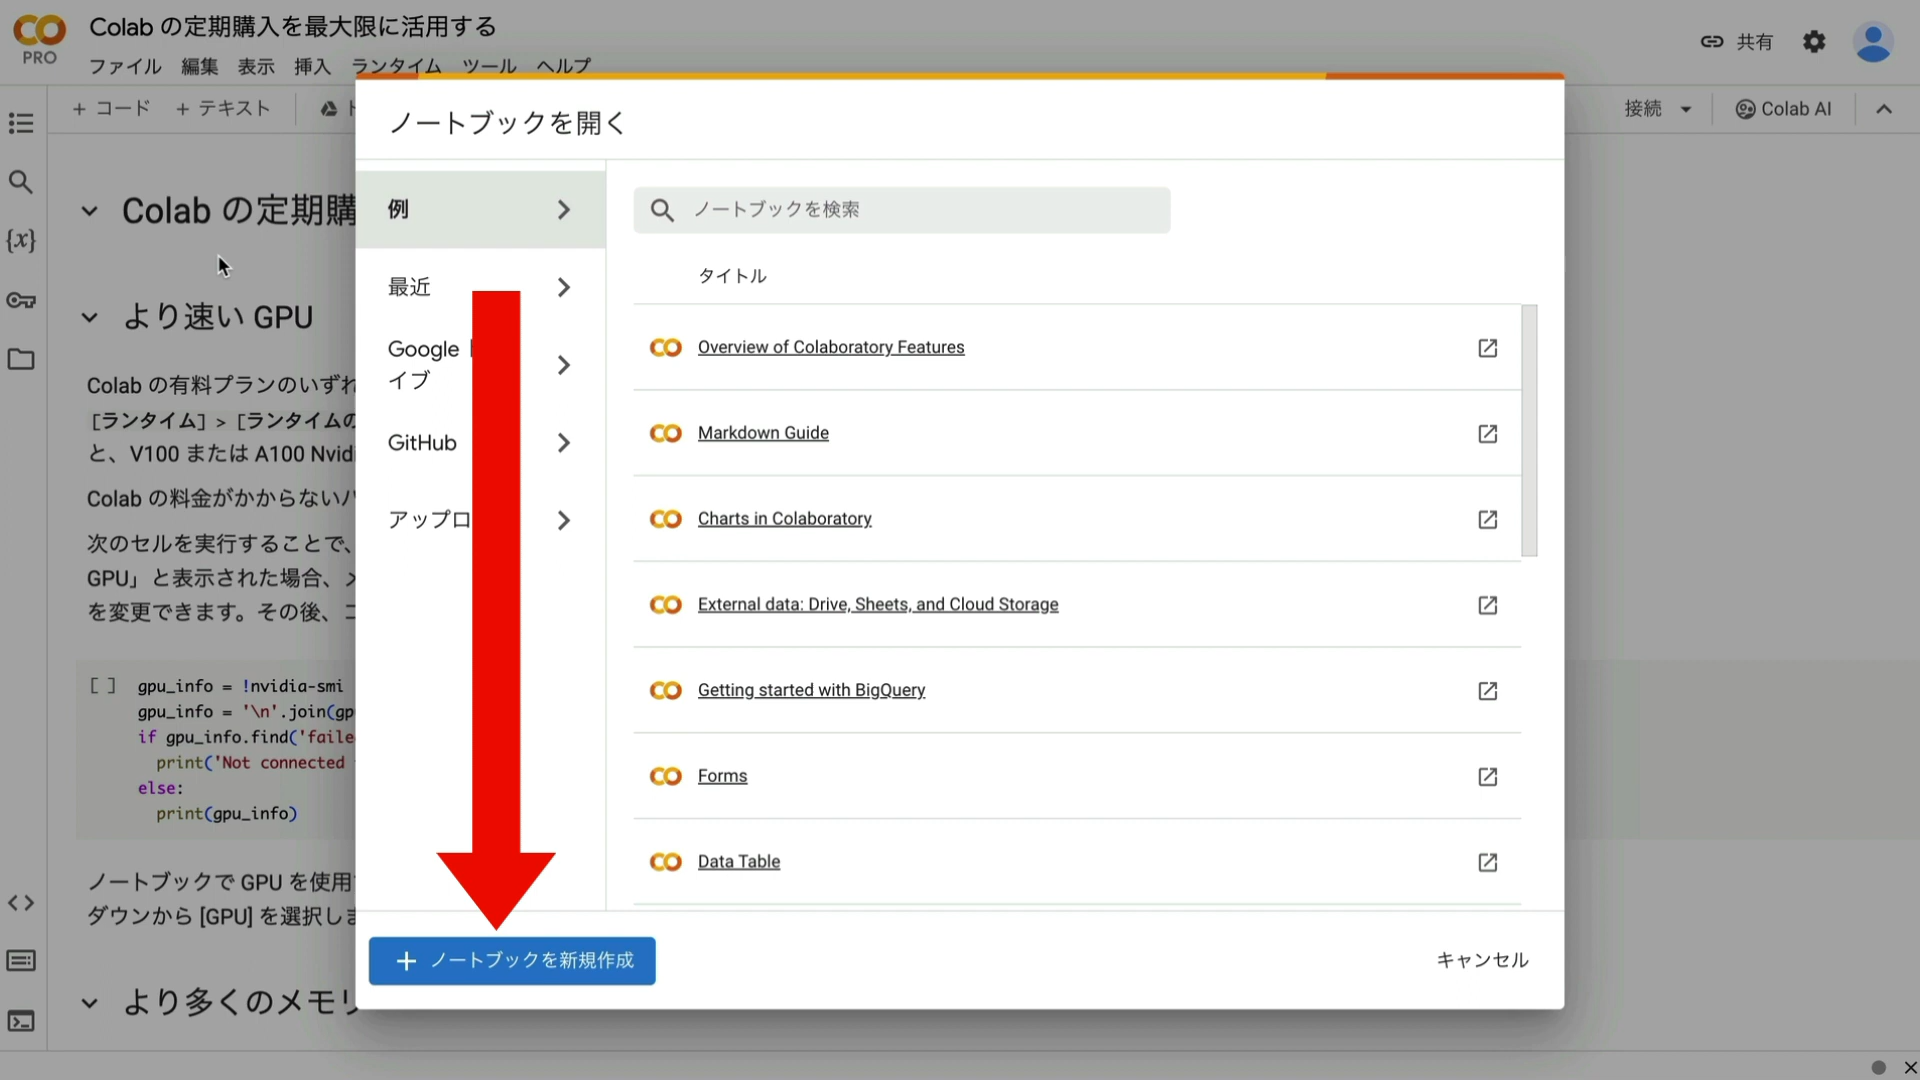 Colab の定期購入を最大限に活用する
PRO
ファイル 編集 表示 挿入 ランタイム ツール ヘルプ
共有
+ コード + テキスト
接続
Colab AI
Colab の定期購
より速い GPU
Colab の有料プランのいずれ
[ランタイム] > [ランタイムの
と、V100 または A100 Nvidi
Colab の料金がかからないバ
次のセルを実行することで、
GPU」と表示された場合、メ
を変更できます。その後、コ
[ ] gpu_info = !nvidia-smi
gpu_info = '\n'.join(gp
if gpu_info.find('faile
print('Not connected
else:
print(gpu_info)
ノートブックで GPU を使用
ダウンから [GPU] を選択しま
より多くのメモリ
ノートブックを開く
例
最近
Google
イブ
GitHub
アップロ
ノートブックを検索
タイトル
Overview of Colaboratory Features
Markdown Guide
Charts in Colaboratory
External data: Drive, Sheets, and Cloud Storage
Getting started with BigQuery
Forms
Data Table
+ ノートブックを新規作成
キャンセル